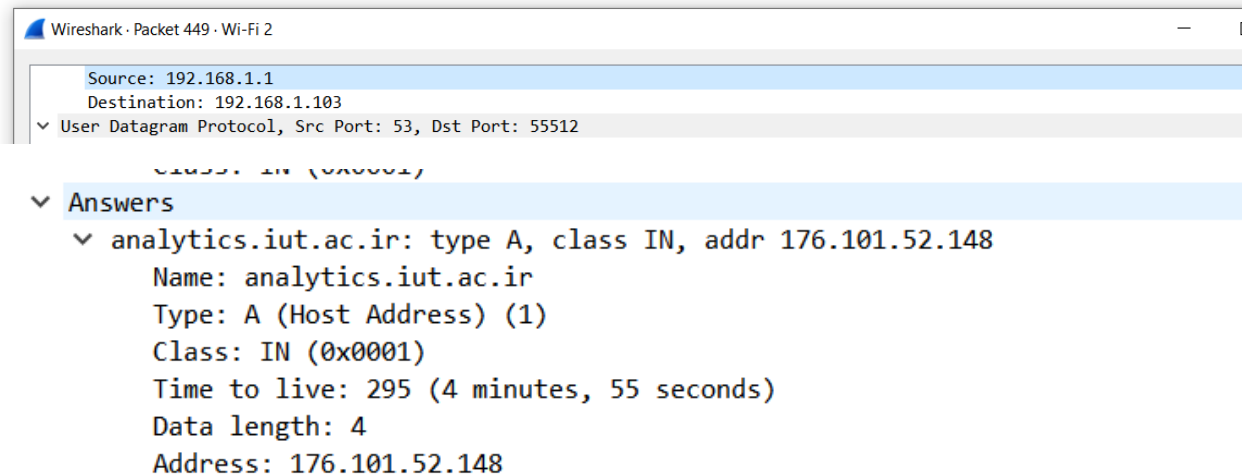 Wireshark · Packet 449 · Wi-Fi 2
Source: 192.168.1.1
Destination: 192.168.1.103
User Datagram Protocol, Src Port: 53, Dst Port: 55512
Class: IN (0x0001)
Answers
analytics.iut.ac.ir: type A, class IN, addr 176.101.52.148
Name: analytics.iut.ac.ir
Type: A (Host Address) (1)
Class: IN (0x0001)
Time to live: 295 (4 minutes, 55 seconds)
Data length: 4
Address: 176.101.52.148